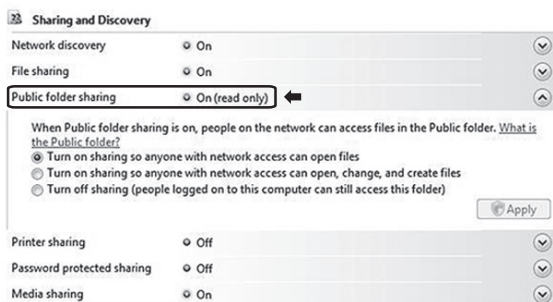 Sharing and Discovery
Network discovery On
File sharing On
Public folder sharing On (read only)
When Public folder sharing is on, people on the network can access files in the Public folder. What is
the Public folder?
Turn on sharing so anyone with network access can open files
Turn on sharing so anyone with network access can open, change, and create files
Turn off sharing (people logged on to this computer can still access this folder)
Apply
Printer sharing Off
Password protected sharing Off
Media sharing On